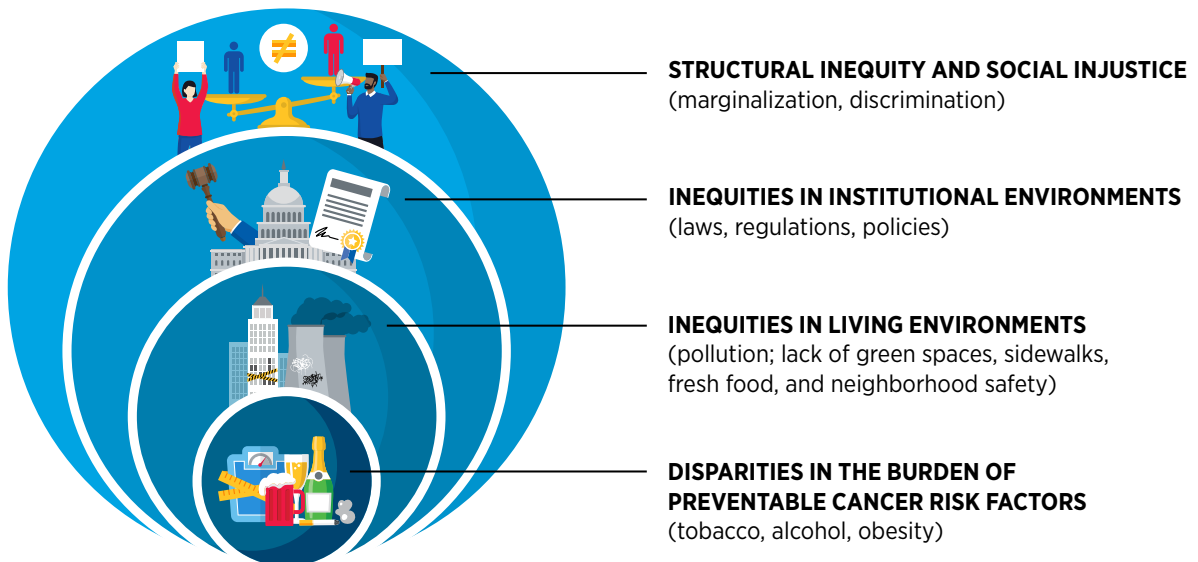 STRUCTURAL INEQUITY AND SOCIAL INJUSTICE
(marginalization, discrimination)
INEQUITIES IN INSTITUTIONAL ENVIRONMENTS
(laws, regulations, policies)
INEQUITIES IN LIVING ENVIRONMENTS
(pollution; lack of green spaces, sidewalks,
fresh food, and neighborhood safety)
DISPARITIES IN THE BURDEN OF
PREVENTABLE CANCER RISK FACTORS
(tobacco, alcohol, obesity)